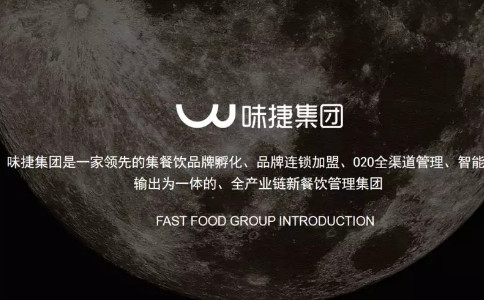 味捷集团
味捷集团是一家领先的集餐饮品牌孵化、品牌连锁加盟、O2O全渠道管理、智能
输出为一体的、全产业链新餐饮管理集团
FAST FOOD GROUP INTRODUCTION